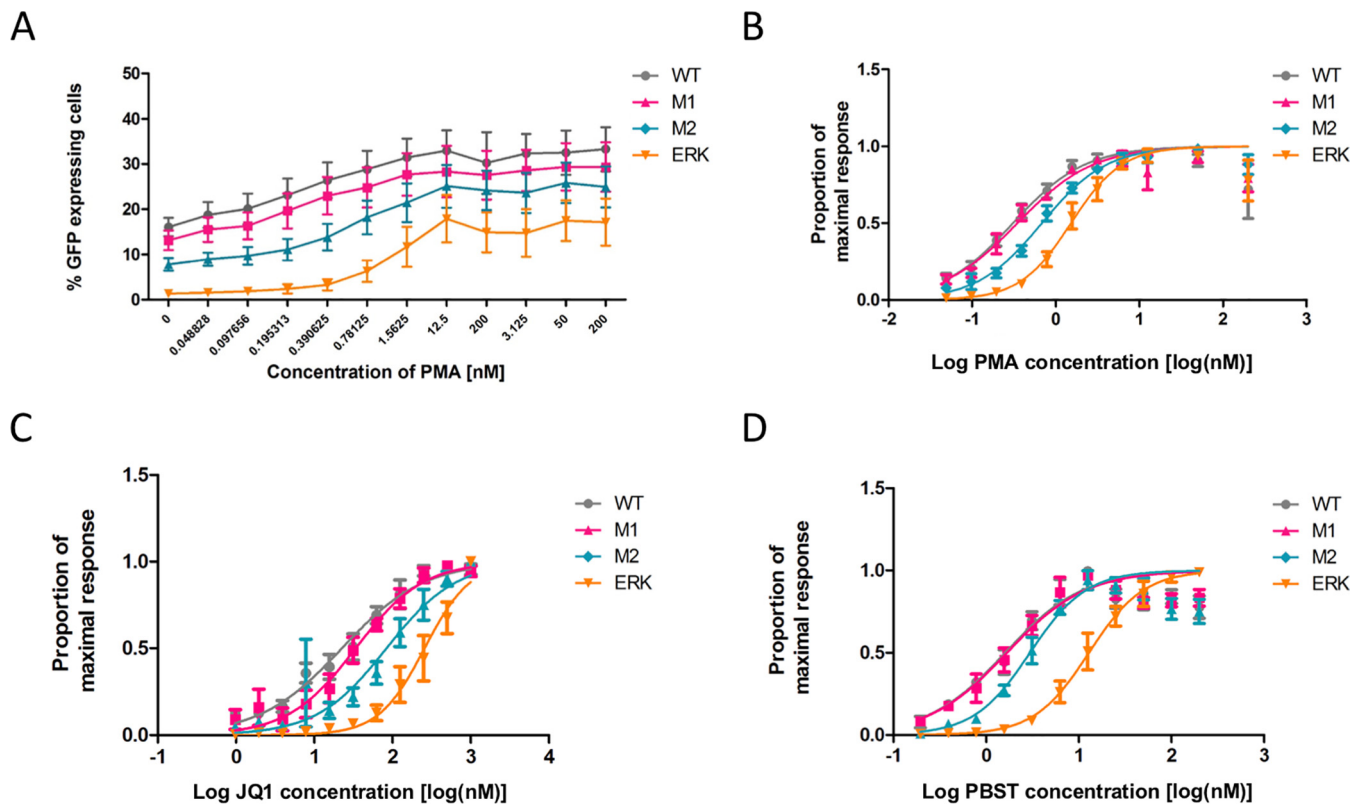 A
% GFP expressing cells
50
40
30
20
10
0
0
0.048828
0.097656
0.195313
0.390625
0.78125
1.5625
12.5
200
3.125
50
200
Concentration of PMA [nM]
WT
M1
M2
ERK
B
Proportion of
maximal response
1.5
1.0
0.5
0.0
-2
-1
0
1
2
3
Log PMA concentration [log(nM)]
WT
M1
M2
ERK
C
Proportion of
maximal response
1.5
1.0
0.5
0.0
-1
0
1
2
3
4
Log JQ1 concentration [log(nM)]
WT
M1
M2
ERK
D
Proportion of
maximal response
1.5
1.0
0.5
0.0
-1
0
1
2
3
Log PBST concentration [log(nM)]
WT
M1
M2
ERK